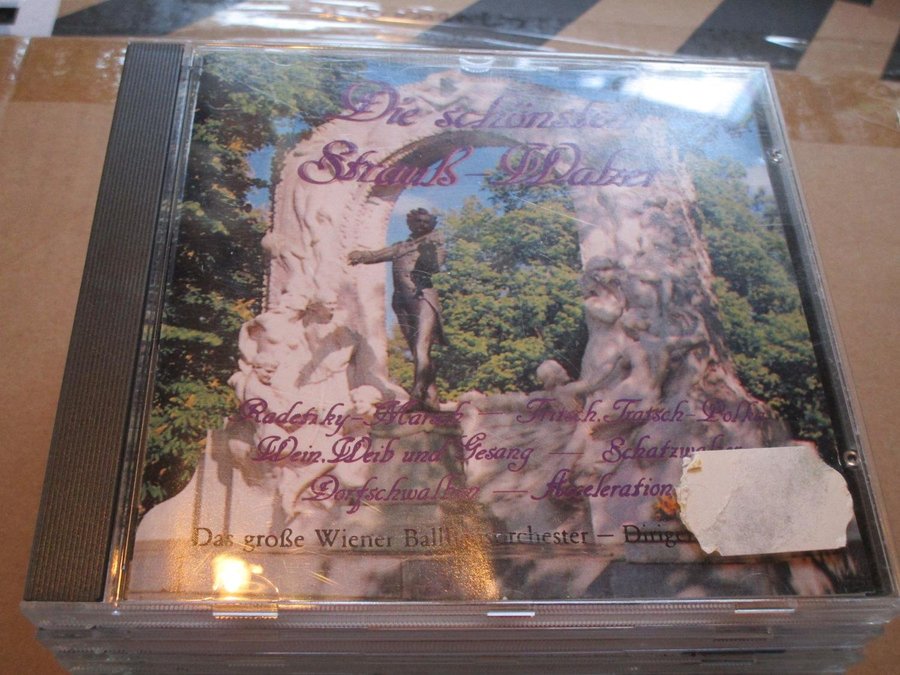 Die schönsten
Strauß-Walzer
Radetzky-Marsch — Tritsch-Tratsch-Polka
Wein, Weib und Gesang — Schatzwalzer
Dorfschwalben — Acceleration
Das große Wiener Ballhausorchester —